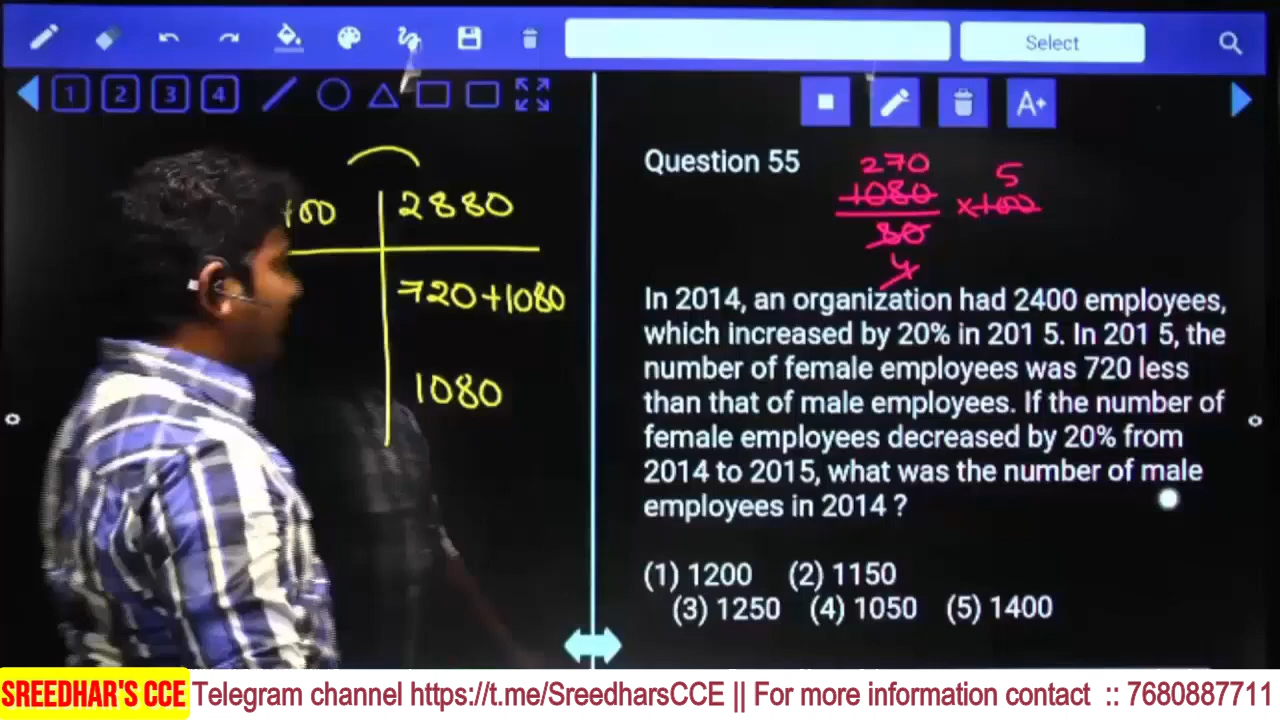 Select
1 2 3 4
A+
Question 55
270
1080
5
×100
80
4
400
2880
720+1080
1080
In 2014, an organization had 2400 employees,
which increased by 20% in 201 5. In 201 5, the
number of female employees was 720 less
than that of male employees. If the number of
female employees decreased by 20% from
2014 to 2015, what was the number of male
employees in 2014 ?
(1) 1200 (2) 1150
(3) 1250 (4) 1050 (5) 1400
SREEDHAR'S CCE Telegram channel https://t.me/SreedharsCCE || For more information contact :: 7680887711